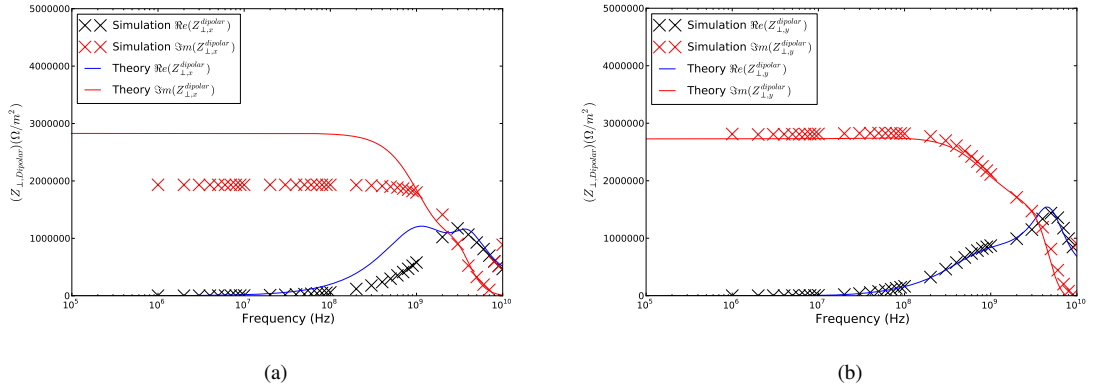 5000000
4000000
3000000
2000000
1000000
0
10^5
10^6
10^7
10^8
10^9
10^10
Frequency (Hz)
(Z_{⊥,Dipolar})(Ω/m^2)
Simulation ℜe(Z_{⊥,x}^{dipolar})
Simulation ℑm(Z_{⊥,x}^{dipolar})
Theory ℜe(Z_{⊥,x}^{dipolar})
Theory ℑm(Z_{⊥,x}^{dipolar})
(a)
5000000
4000000
3000000
2000000
1000000
0
10^5
10^6
10^7
10^8
10^9
10^10
Frequency (Hz)
(Z_{⊥,Dipolar})(Ω/m^2)
Simulation ℜe(Z_{⊥,y}^{dipolar})
Simulation ℑm(Z_{⊥,y}^{dipolar})
Theory ℜe(Z_{⊥,y}^{dipolar})
Theory ℑm(Z_{⊥,y}^{dipolar})
(b)